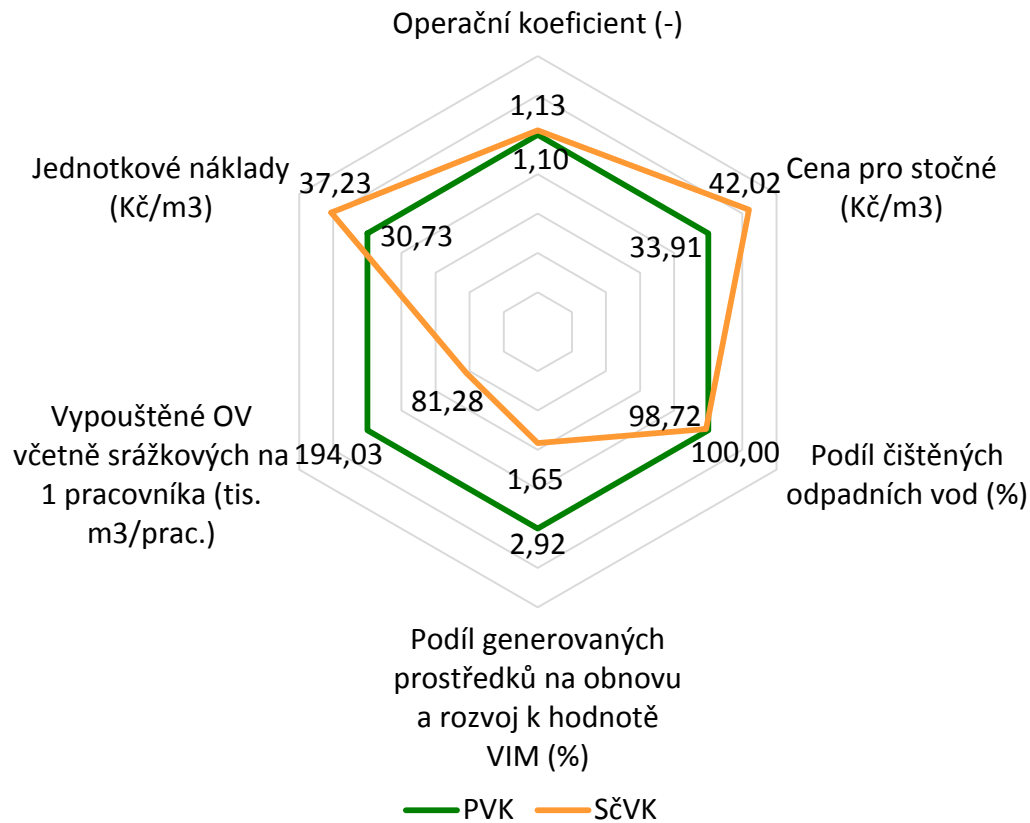 Operační koeficient (-)
1,13
1,10
Jednotkové náklady
(Kč/m3)
37,23
30,73
42,02
33,91
Cena pro stočné
(Kč/m3)
Vypouštěné OV
včetně srážkových na
1 pracovníka (tis.
m3/prac.)
81,28
194,03
98,72
100,00
Podíl čištěných
odpadních vod (%)
1,65
2,92
Podíl generovaných
prostředků na obnovu
a rozvoj k hodnotě
VIM (%)
PVK SčVK